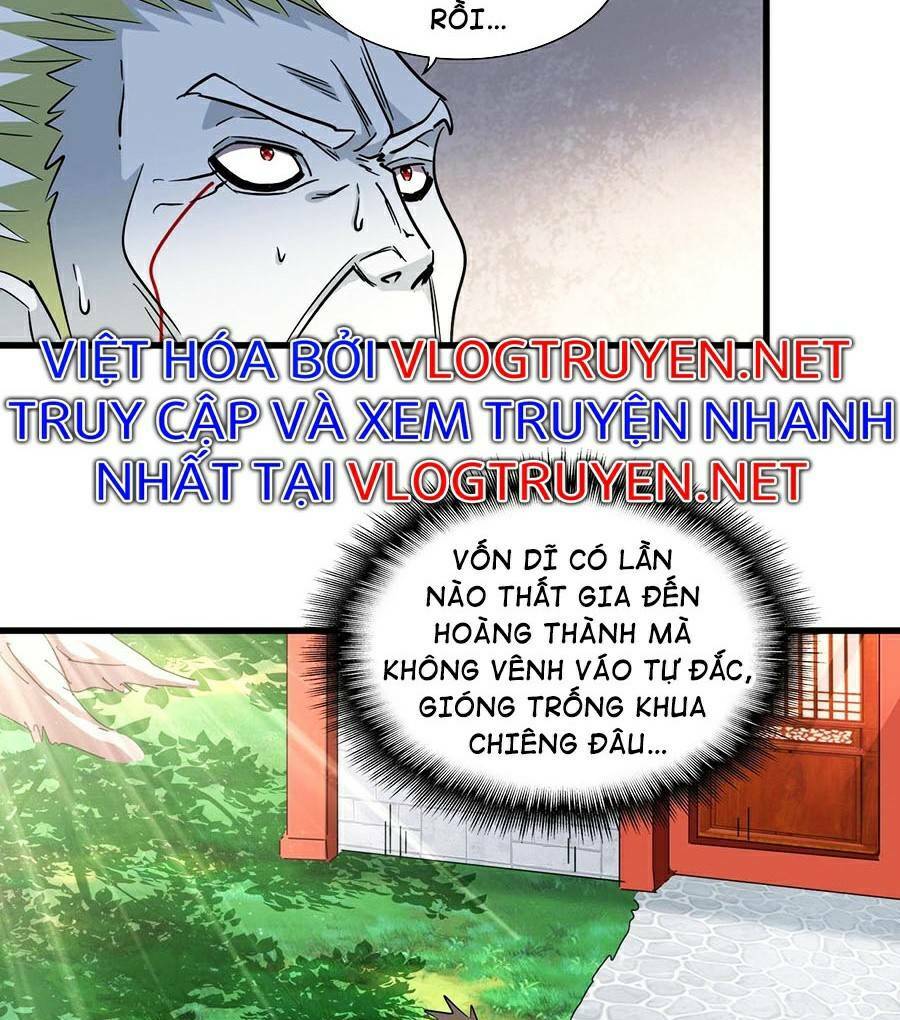 RỒI...
VIỆT HÓA BỞI VLOGTRUYEN.NET
TRUY CẬP VÀ XEM TRUYỆN NHANH
NHẤT TẠI VLOGTRUYEN.NET
VỐN DĨ CÓ LẦN
NÀO THẤT GIA ĐẾN
HOÀNG THÀNH MÀ
KHÔNG VÊNH VÁO TỰ ĐẮC,
GIÓNG TRỐNG KHUA
CHIÊNG ĐÂU...